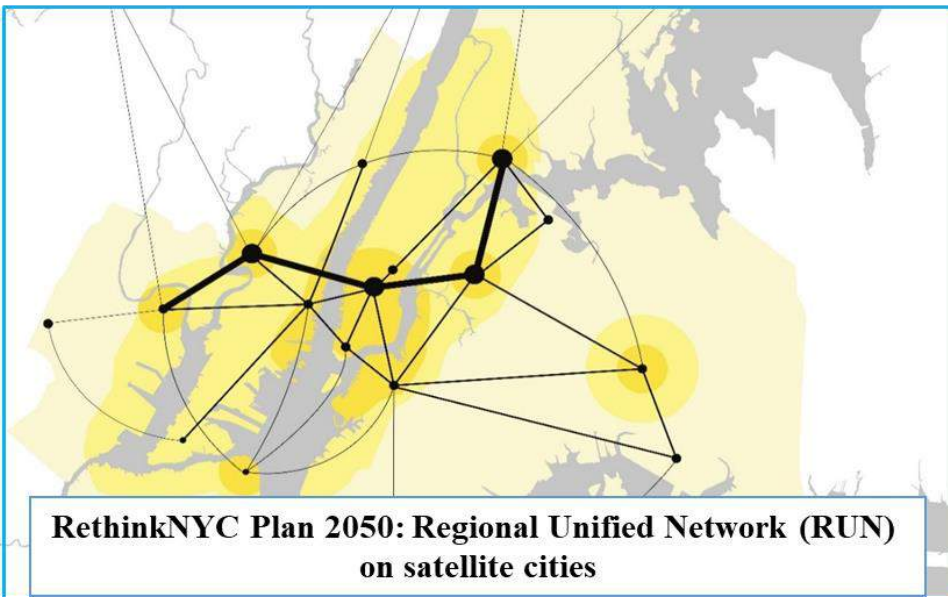 RethinkNYC Plan 2050: Regional Unified Network (RUN)
on satellite cities